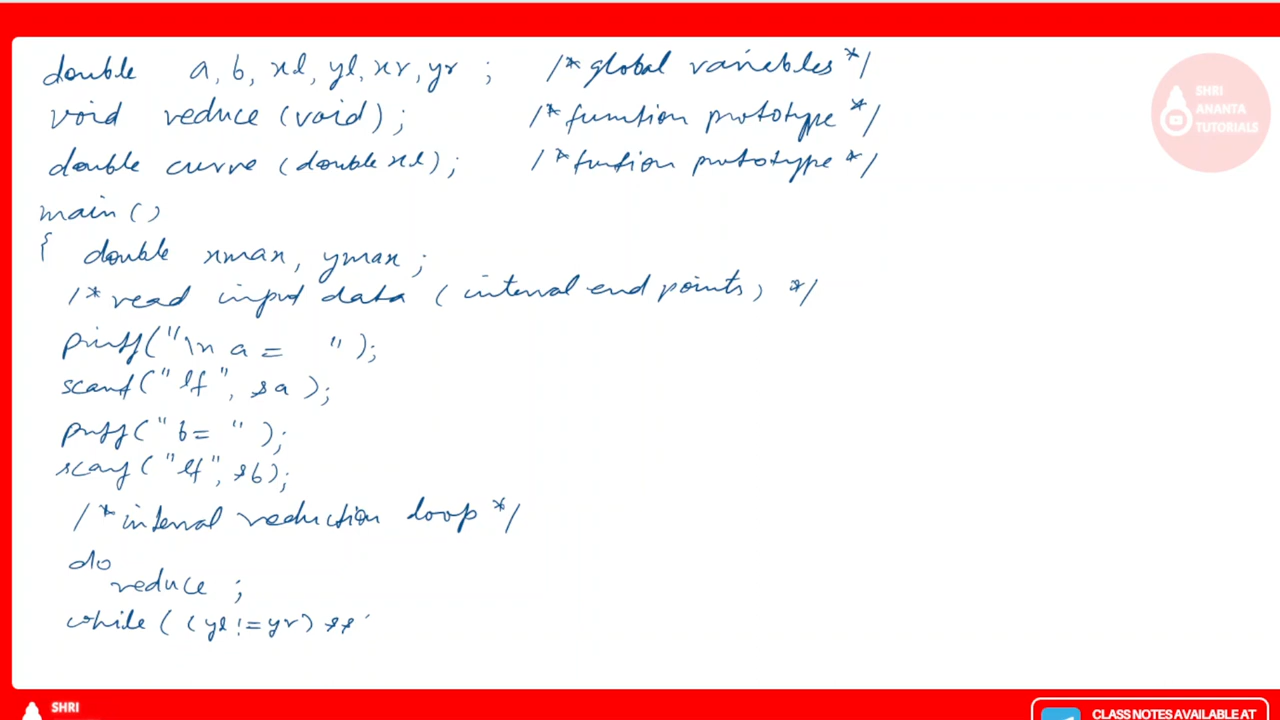 double a, b, xl, yl, xr, yr ; /* global variables */
void reduce (void) ; /* function prototype */
double curve (double xl) ; /* funtion prototype */
main ()
{ double xmax, ymax ;
/* read input data (interval end points) */
printf("\n a = ");
scanf("lf", &a );
printf("b= " );
scanf("lf", &b);
/* interval reduction loop */
do
reduce ;
while ( (yl != yr) &&
SHRI
ANANTA
TUTORIALS
SHRI
CLASS NOTES AVAILABLE AT